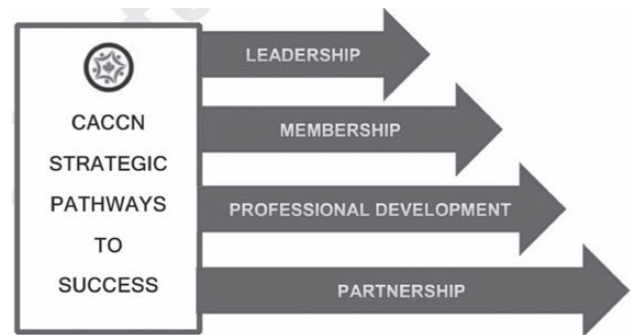 CACCN
STRATEGIC
PATHWAYS
TO
SUCCESS
LEADERSHIP
MEMBERSHIP
PROFESSIONAL DEVELOPMENT
PARTNERSHIP